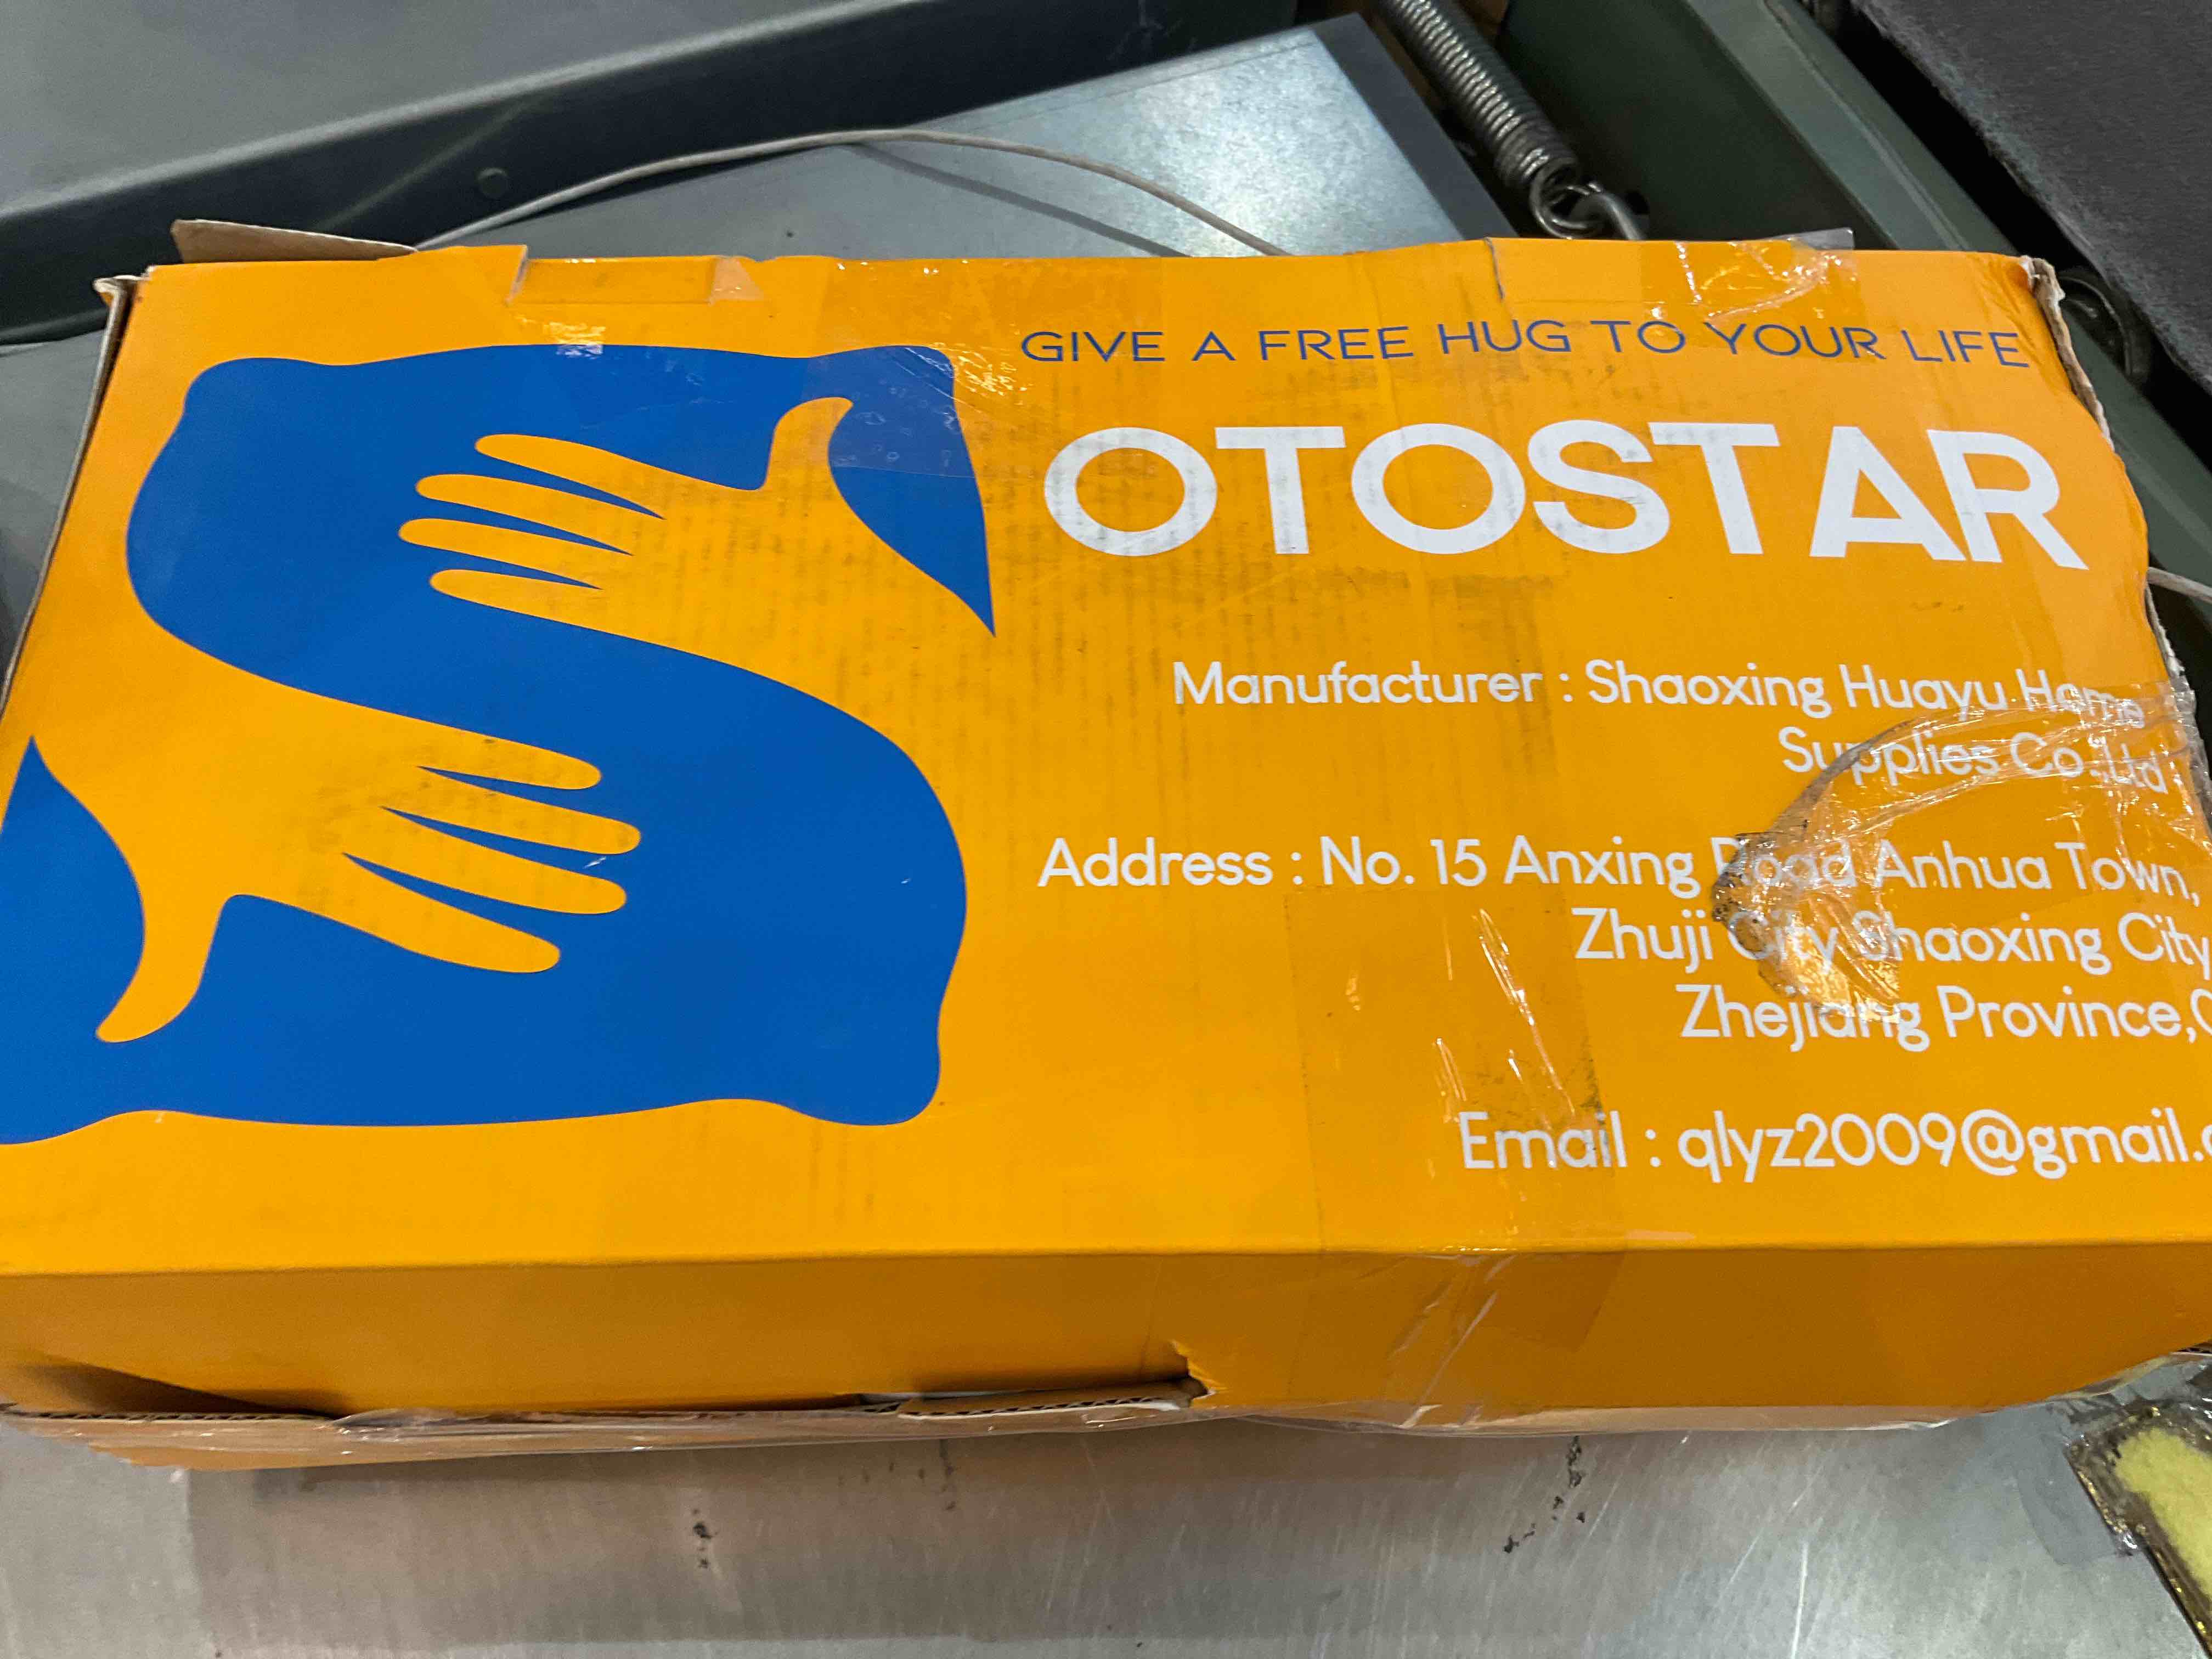 GIVE A FREE HUG TO YOUR LIFE
OTOSTAR
Manufacturer : Shaoxing Huayu Home
Supplies Co.,Ltd
Address : No. 15 Anxing Road Anhua Town,
Zhuji City Shaoxing City
Zhejiang Province,
Email : qlyz2009@gmail.